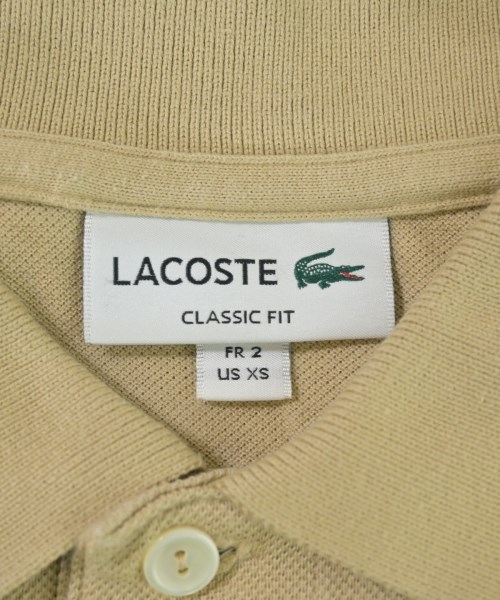 LACOSTE
CLASSIC FIT
FR 2
US XS